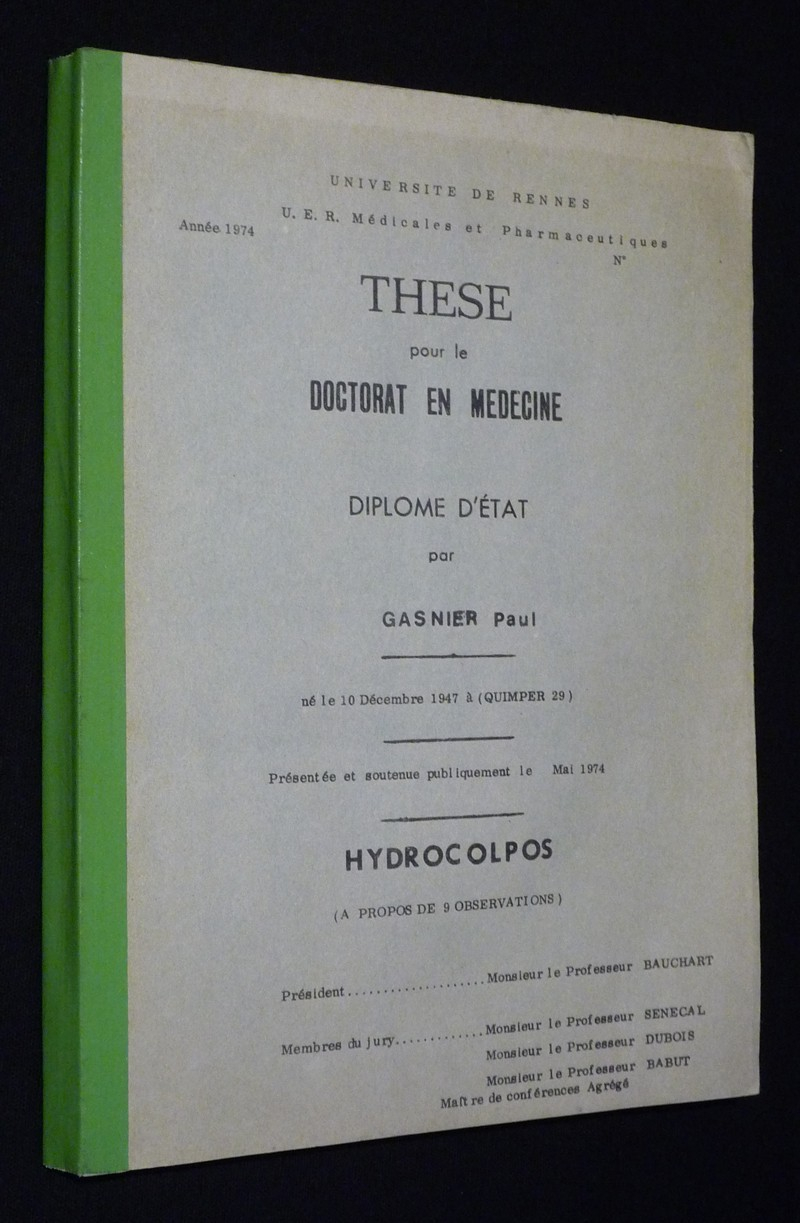 UNIVERSITE DE RENNES
U. E. R. Médicales et Pharmaceutiques
Année 1974
N°
THESE
pour le
DOCTORAT EN MEDECINE
DIPLOME D'ÉTAT
par
GASNIER Paul
né le 10 Décembre 1947 à (QUIMPER 29)
Présentée et soutenue publiquement le Mai 1974
HYDROCOLPOS
(A PROPOS DE 9 OBSERVATIONS)
Président.................... Monsieur le Professeur BAUCHART
Membres du jury............. Monsieur le Professeur SENECAL
Monsieur le Professeur DUBOIS
Monsieur le Professeur BABUT
Maître de conférences Agrégé